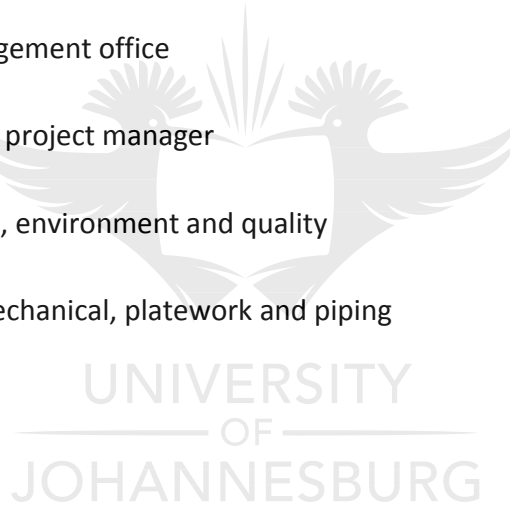 gement office
project manager
, environment and quality
echanical, platework and piping
UNIVERSITY
OF
JOHANNESBURG